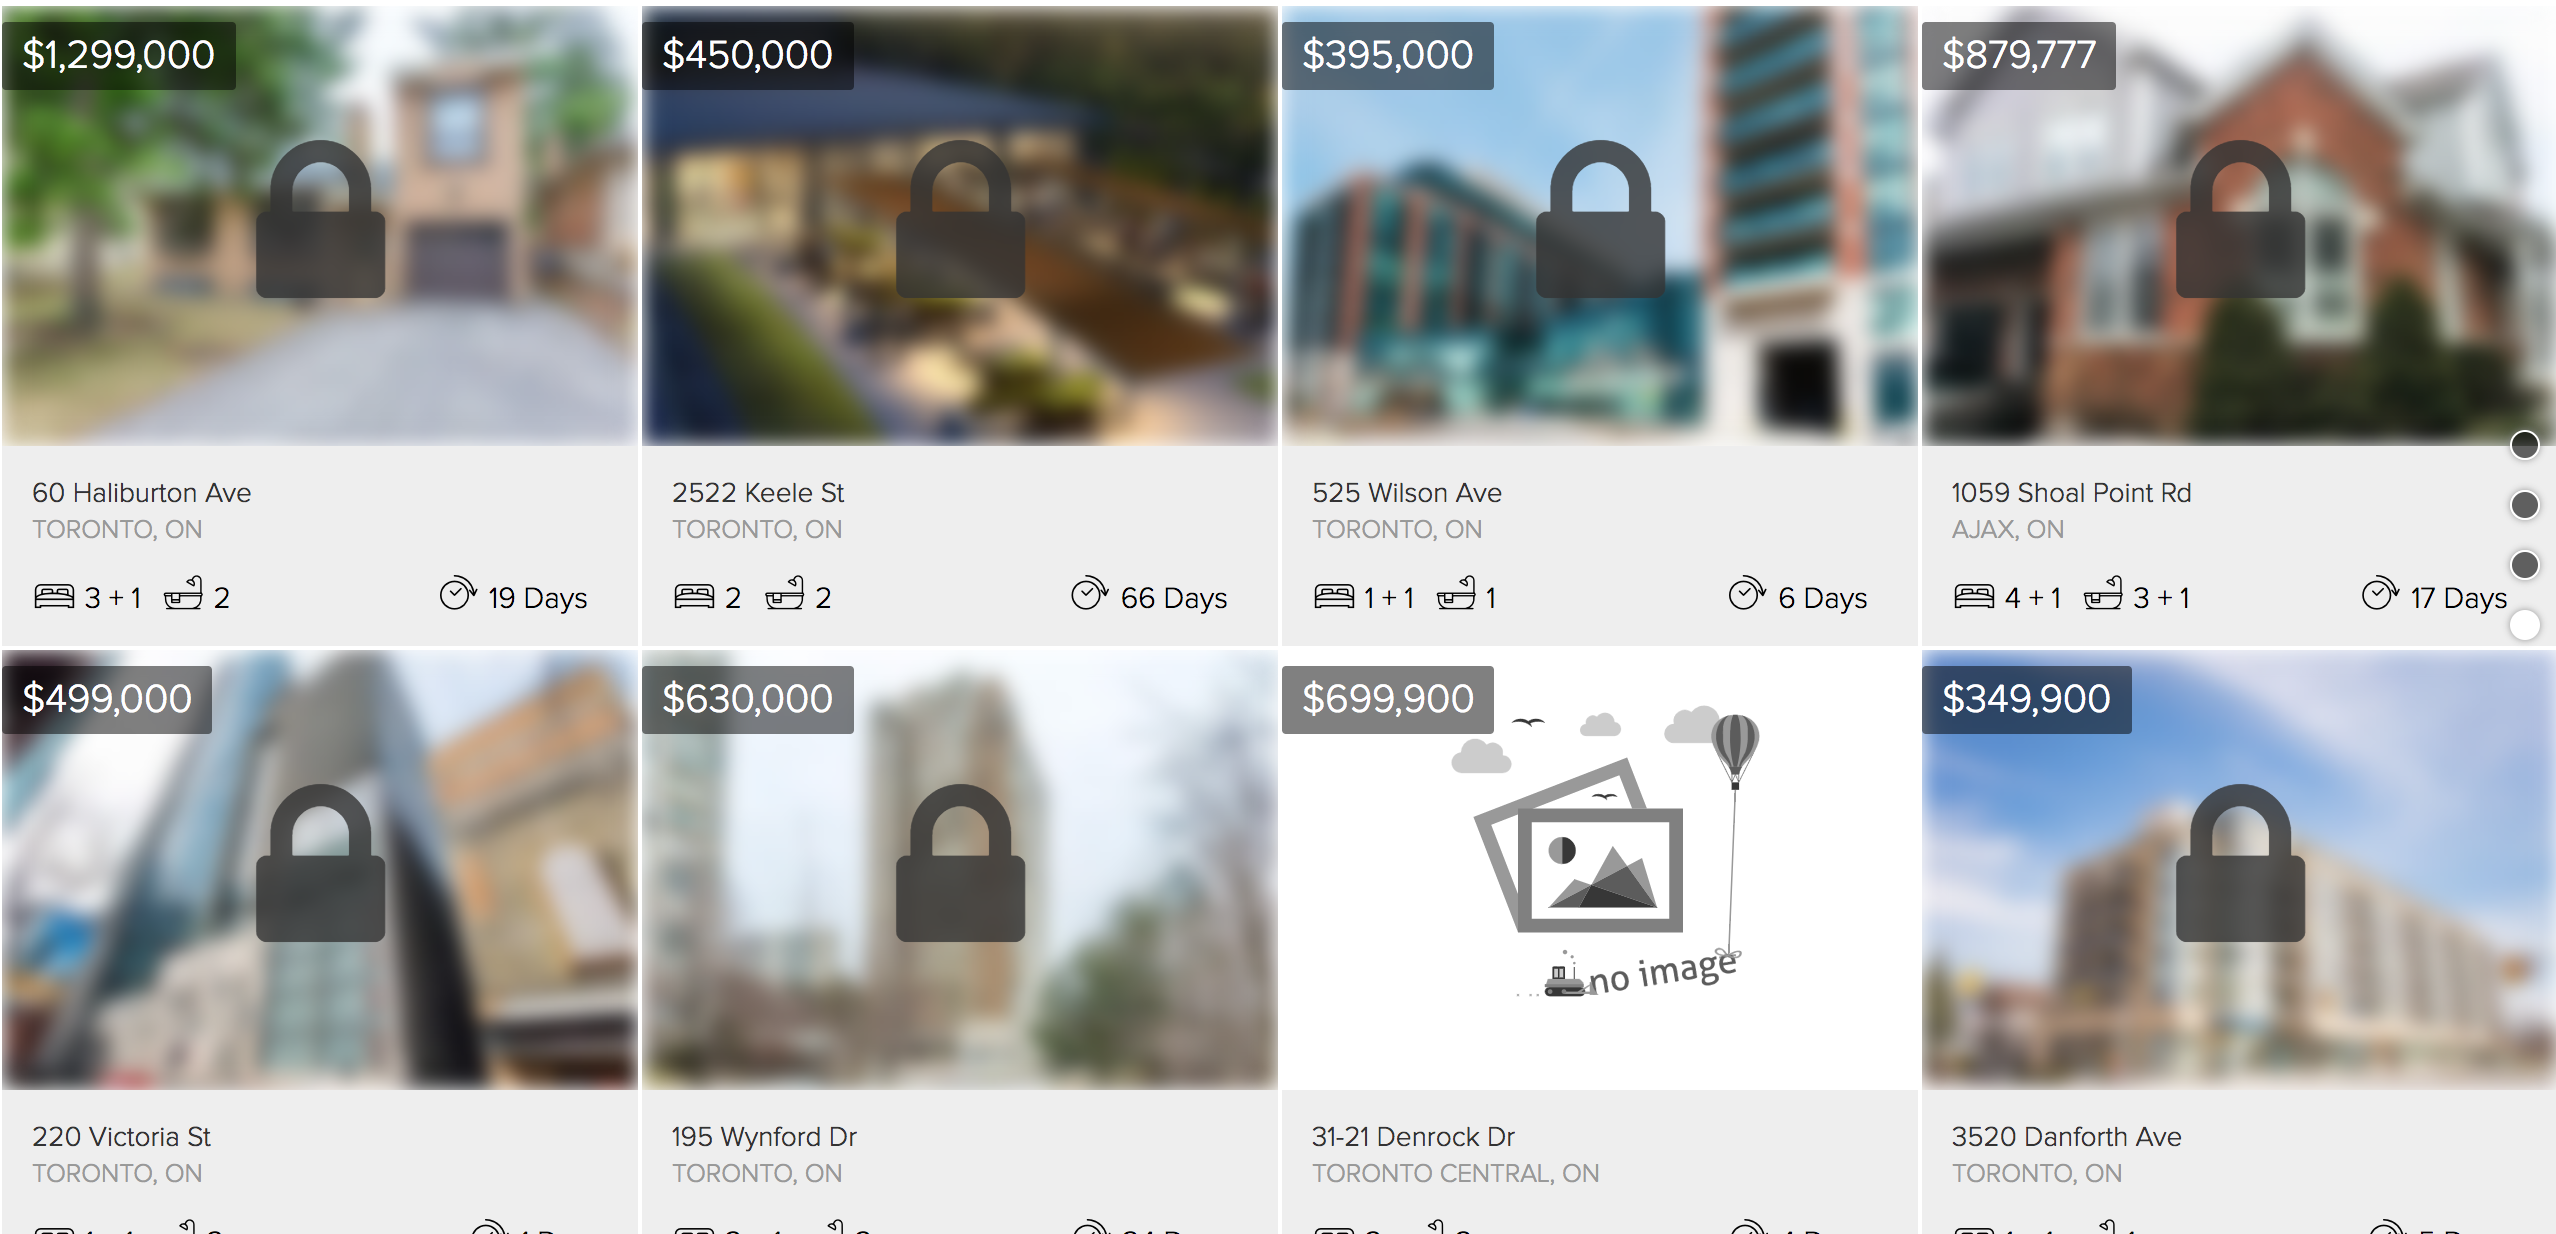 $1,299,000
60 Haliburton Ave
TORONTO, ON
3 + 1 2 19 Days
$450,000
2522 Keele St
TORONTO, ON
2 2 66 Days
$395,000
525 Wilson Ave
TORONTO, ON
1 + 1 1 6 Days
$879,777
1059 Shoal Point Rd
AJAX, ON
4 + 1 3 + 1 17 Days
$499,000
220 Victoria St
TORONTO, ON
$630,000
195 Wynford Dr
TORONTO, ON
$699,900
no image
31-21 Denrock Dr
TORONTO CENTRAL, ON
$349,900
3520 Danforth Ave
TORONTO, ON